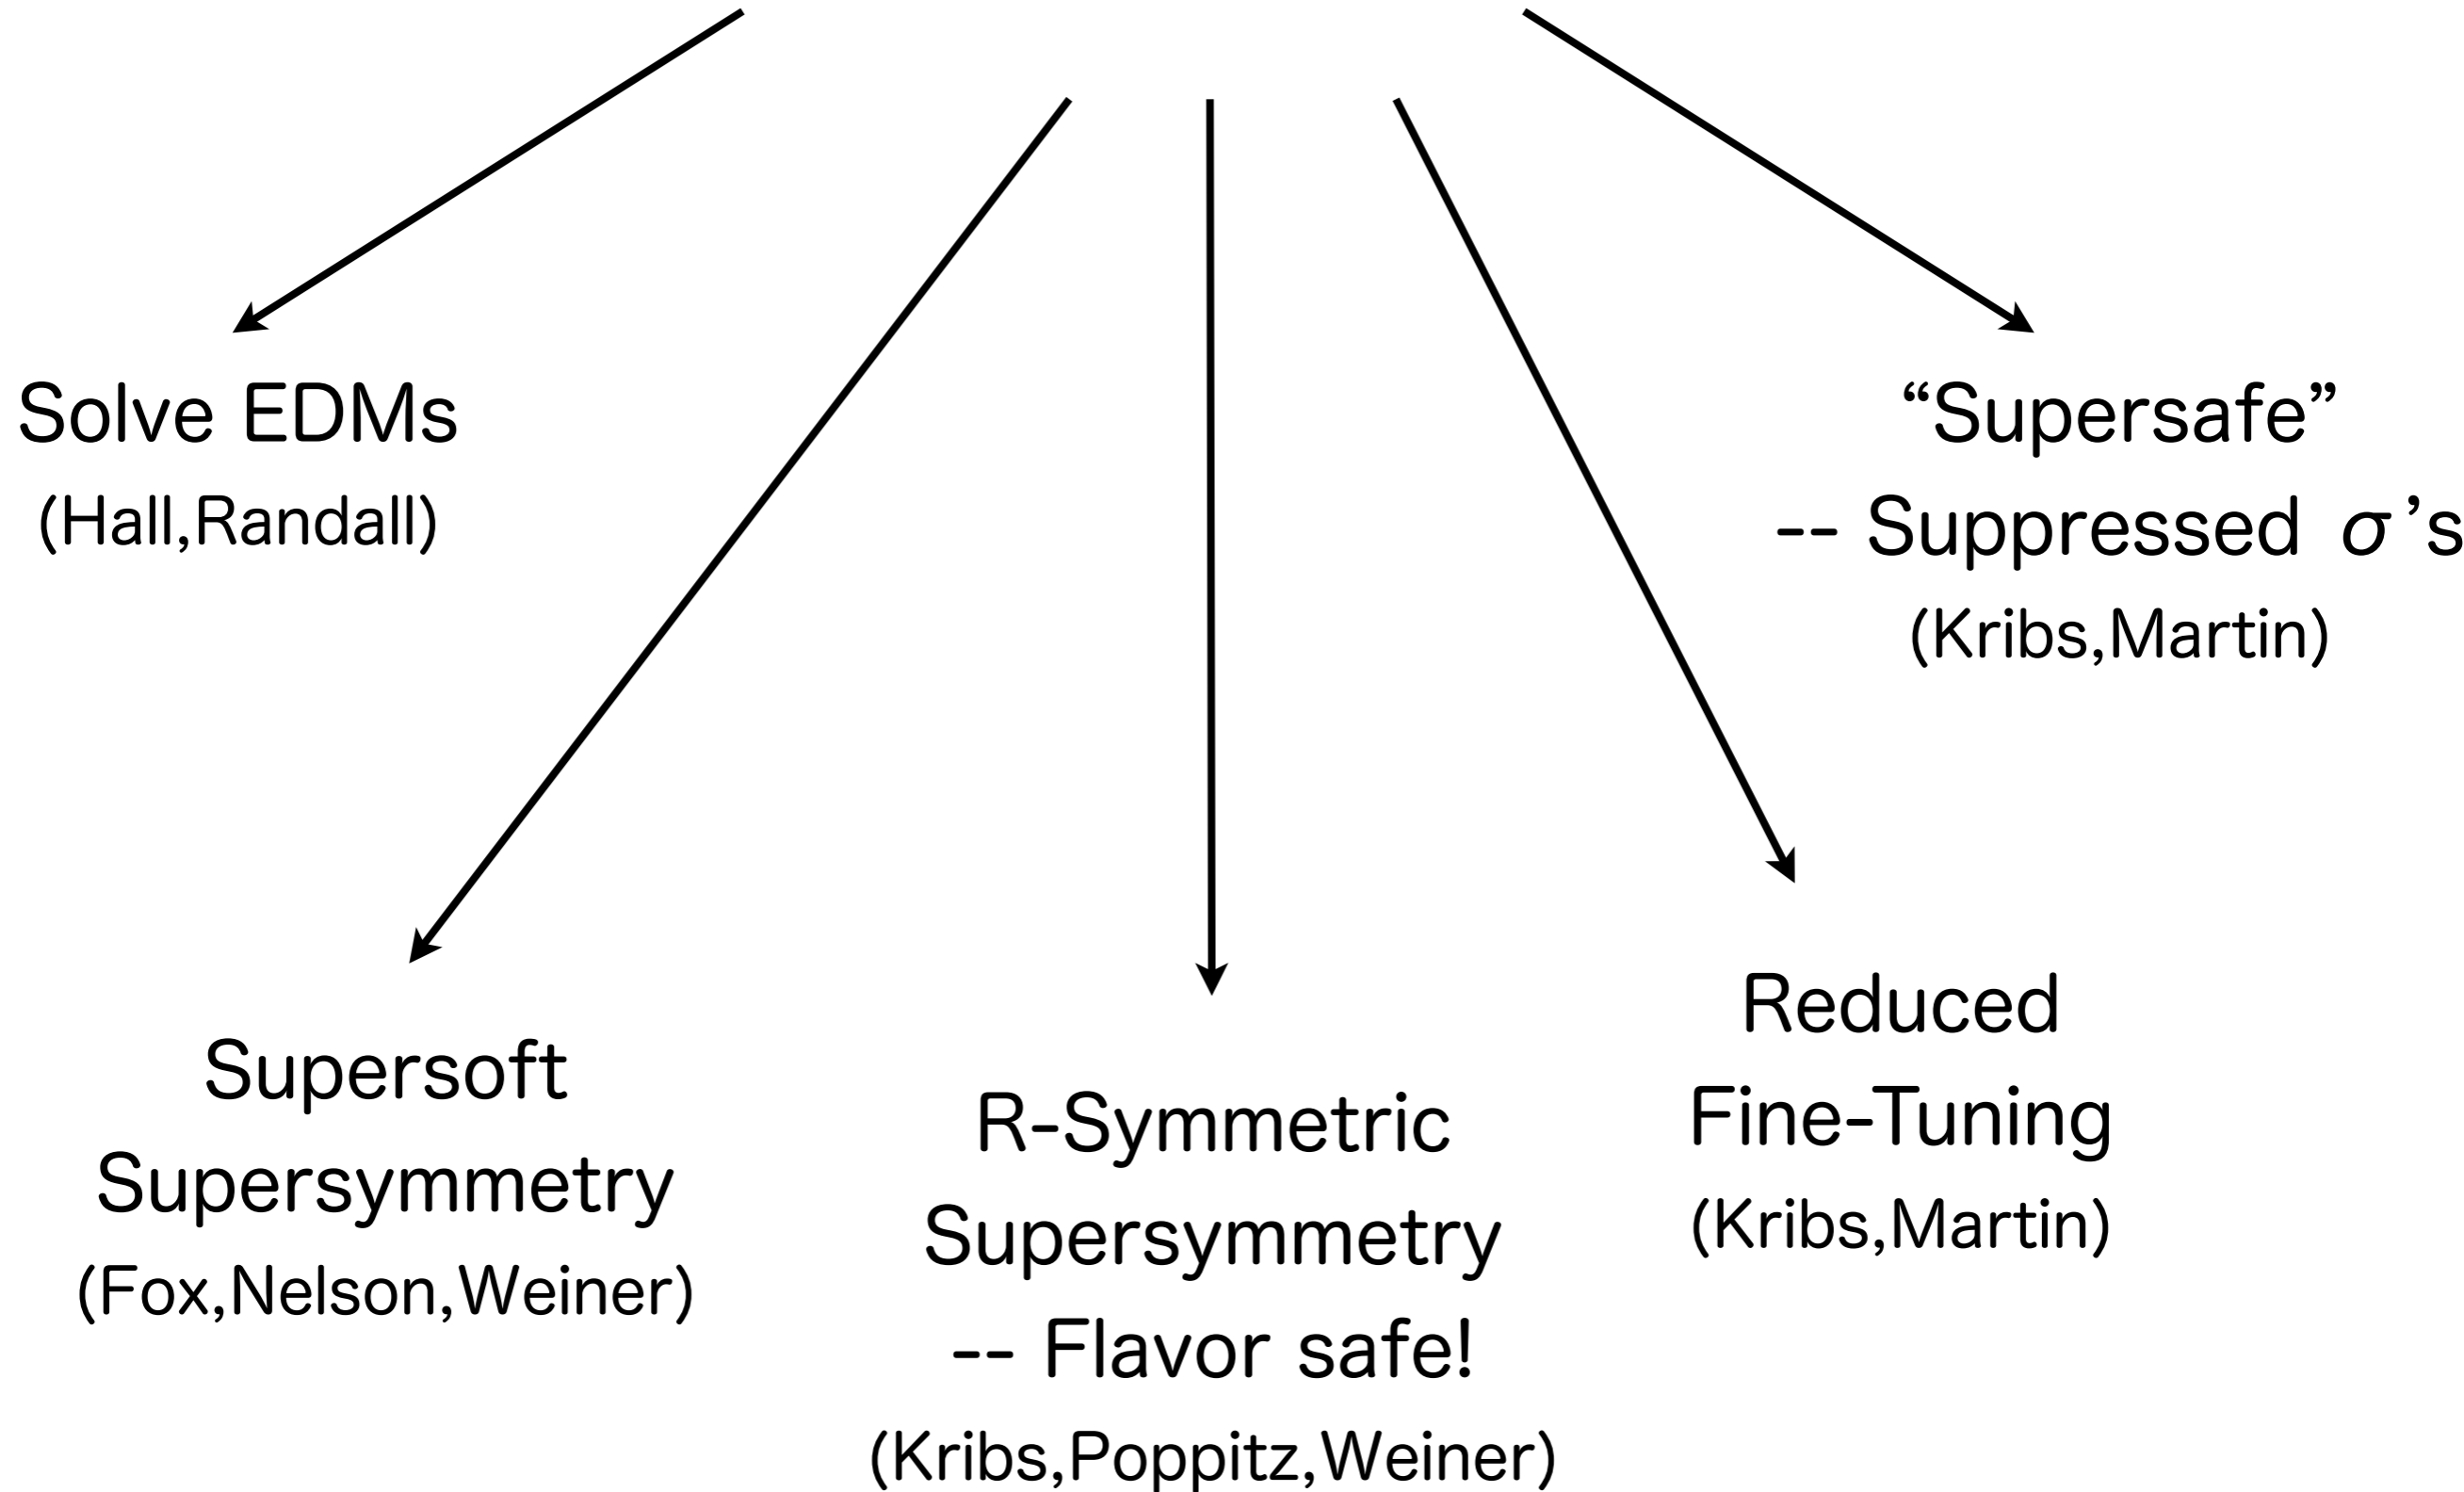 Solve EDMs
(Hall,Randall)
“Supersafe”
-- Suppressed σ’s
(Kribs,Martin)
Supersoft
Supersymmetry
(Fox,Nelson,Weiner)
R-Symmetric
Supersymmetry
-- Flavor safe!
(Kribs,Poppitz,Weiner)
Reduced
Fine-Tuning
(Kribs,Martin)